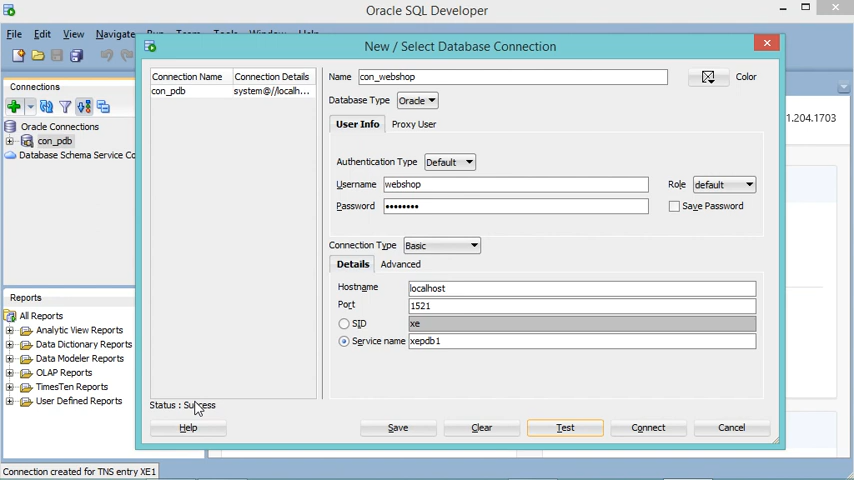 Oracle SQL Developer
File Edit View Navigate Run Team Tools Window Help
New / Select Database Connection
Connections
Oracle Connections
con_pdb
Database Schema Service Co
1.204.1703
Reports
All Reports
Analytic View Reports
Data Dictionary Reports
Data Modeler Reports
OLAP Reports
TimesTen Reports
User Defined Reports
Connection Name Connection Details
con_pdb system@//localh...
Name con_webshop Color
Database Type Oracle
User Info Proxy User
Authentication Type Default
Username webshop Role default
Password •••••••• Save Password
Connection Type Basic
Details Advanced
Hostname localhost
Port 1521
SID xe
Service name xepdb1
Status : Success
Help Save Clear Test Connect Cancel
Connection created for TNS entry XE1